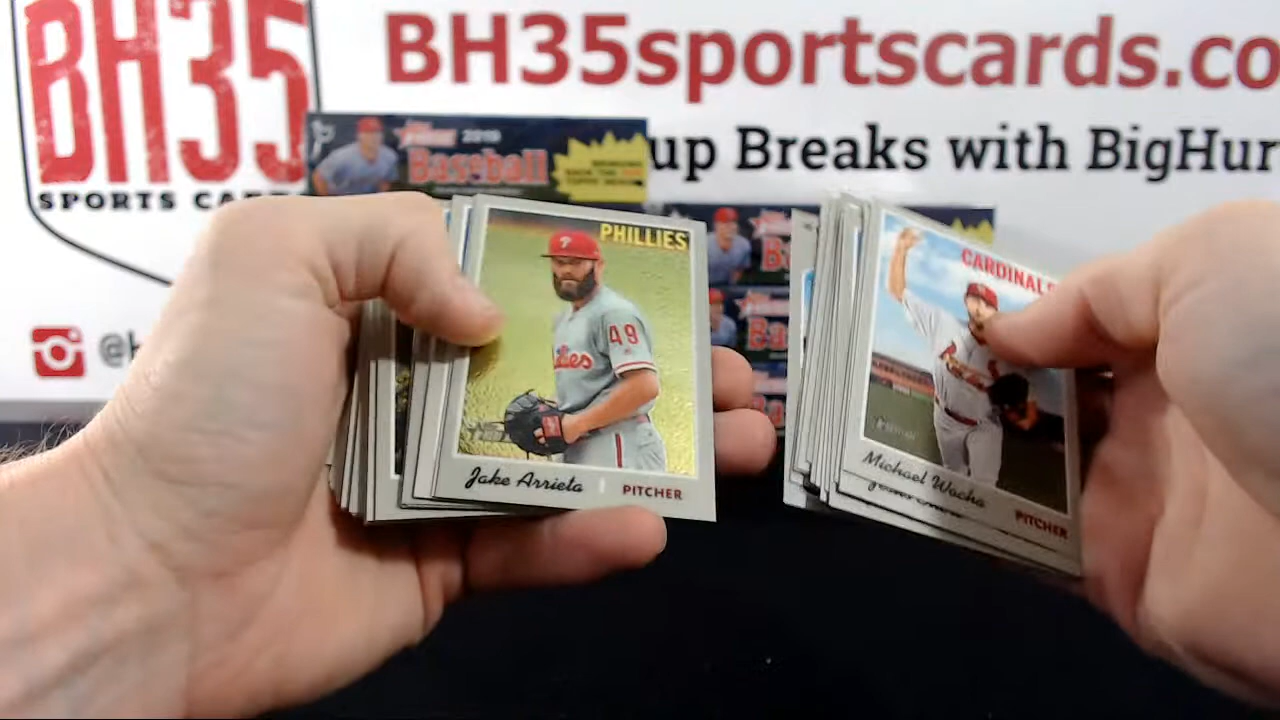 BH35
SPORTS CA
BH35sportscards.co
up Breaks with BigHur
@
2019
Baseball
PHILLIES
49
Jake Arrieta
PITCHER
CARDINALS
Michael Wacha
PITCHER